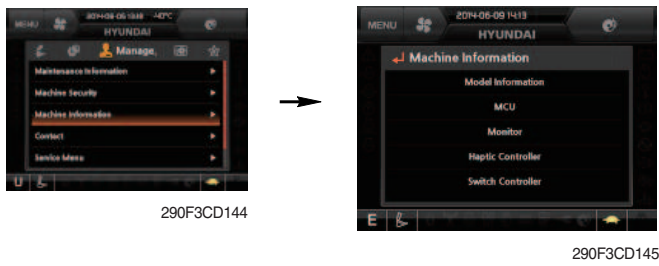 MENU
-40°C
HYUNDAI
Manage.
Maintenance Information
Machine Security
Machine Information
Contact
Service Menu
U
290F3CD144
MENU
2014-06-09 14:13
HYUNDAI
Machine Information
Model Information
MCU
Monitor
Haptic Controller
Switch Controller
E
290F3CD145